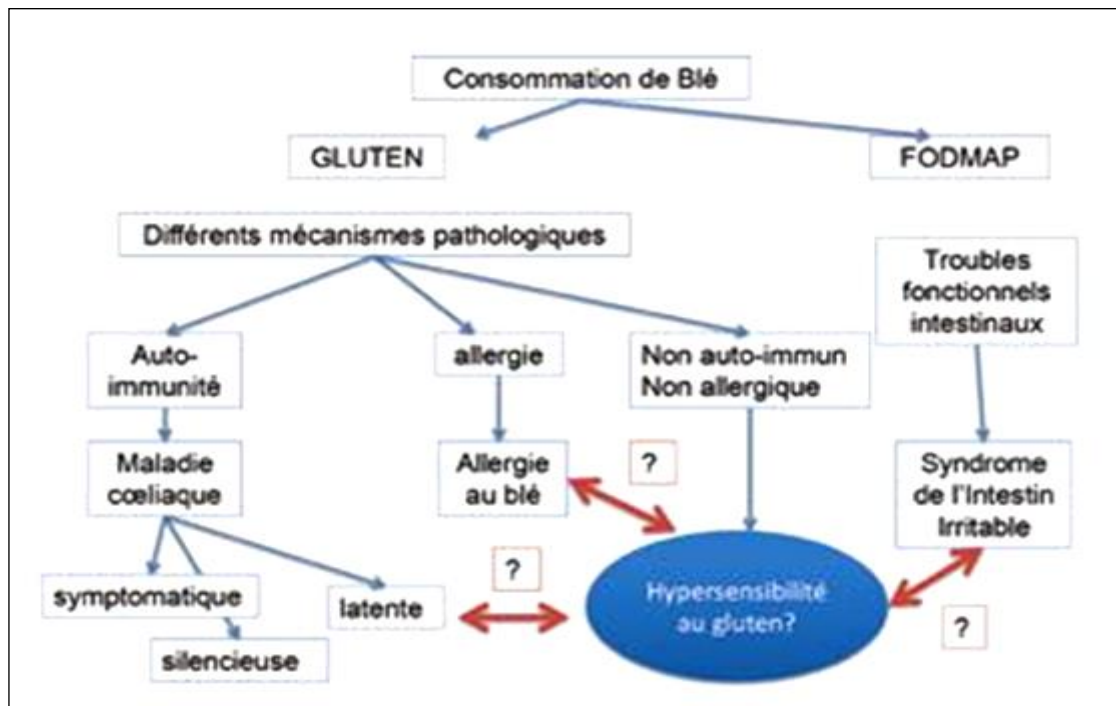 Consommation de Blé
GLUTEN
FODMAP
Différents mécanismes pathologiques
Troubles
fonctionnels
intestinaux
Auto-
immunité
allergie
Non auto-immun
Non allergique
Maladie
cœliaque
Allergie
au blé
?
Syndrome
de l'Intestin
Irritable
symptomatique
latente
silencieuse
?
Hypersensibilité
au gluten?
?